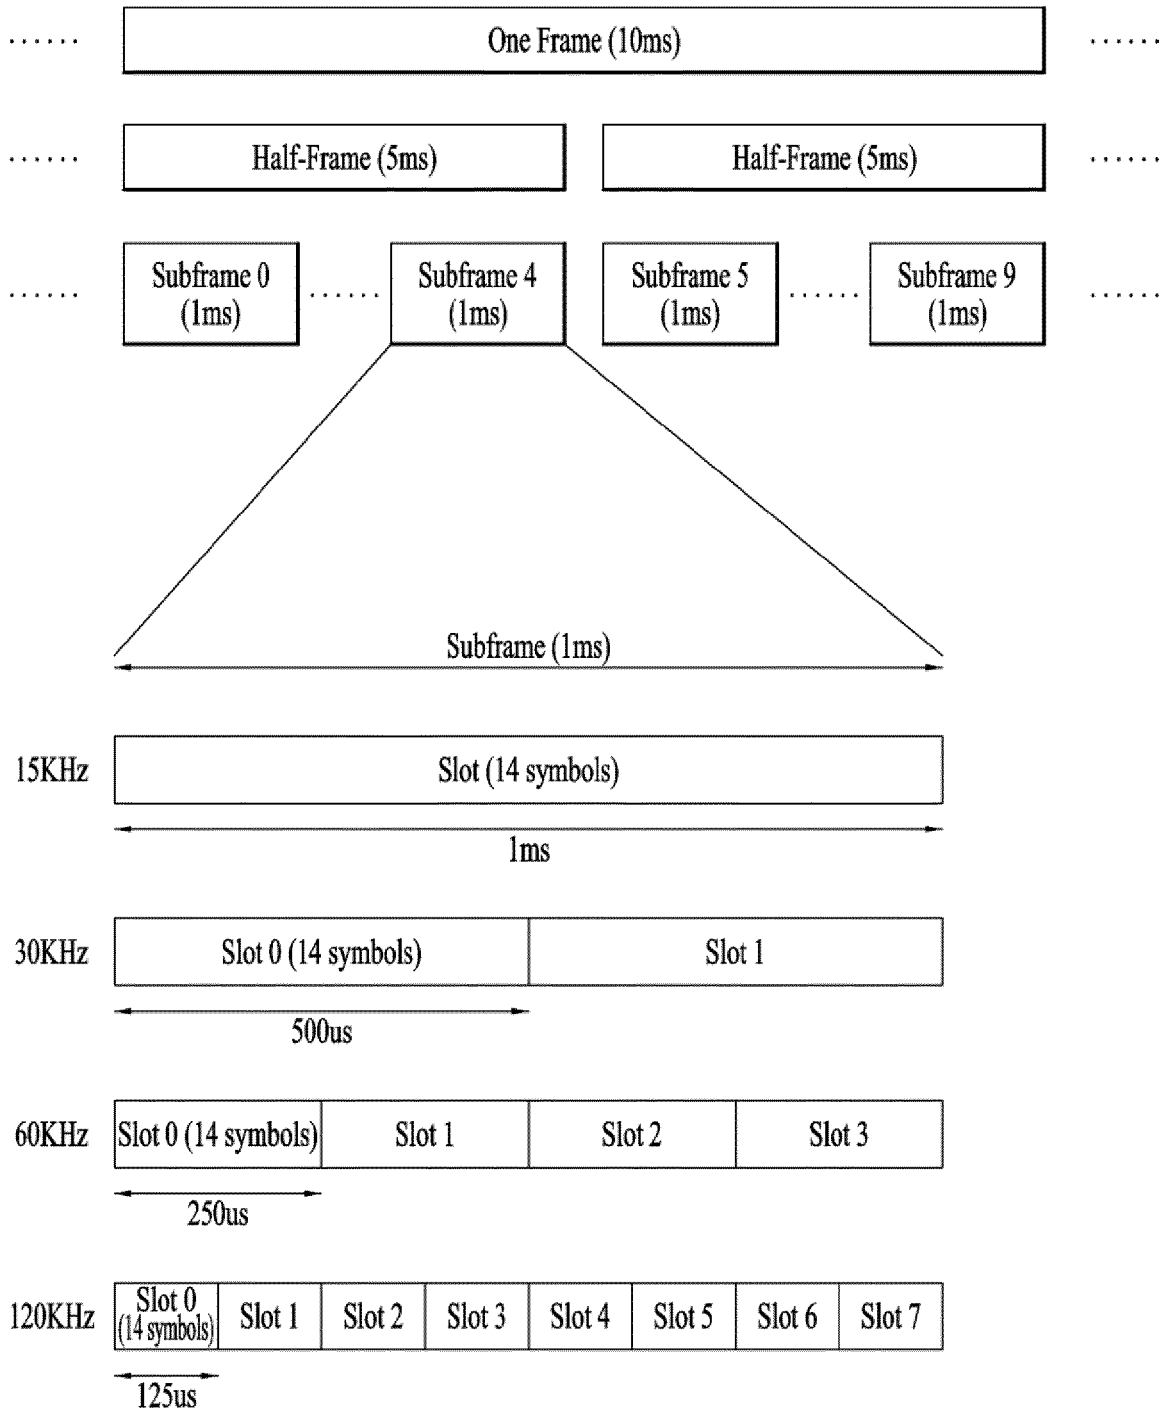 One Frame (10ms)
Half-Frame (5ms)
Half-Frame (5ms)
Subframe 0
(1ms)
Subframe 4
(1ms)
Subframe 5
(1ms)
Subframe 9
(1ms)
Subframe (1ms)
15KHz
Slot (14 symbols)
1ms
30KHz
Slot 0 (14 symbols)
Slot 1
500us
60KHz
Slot 0 (14 symbols)
Slot 1
Slot 2
Slot 3
250us
120KHz
Slot 0
(14 symbols)
Slot 1
Slot 2
Slot 3
Slot 4
Slot 5
Slot 6
Slot 7
125us